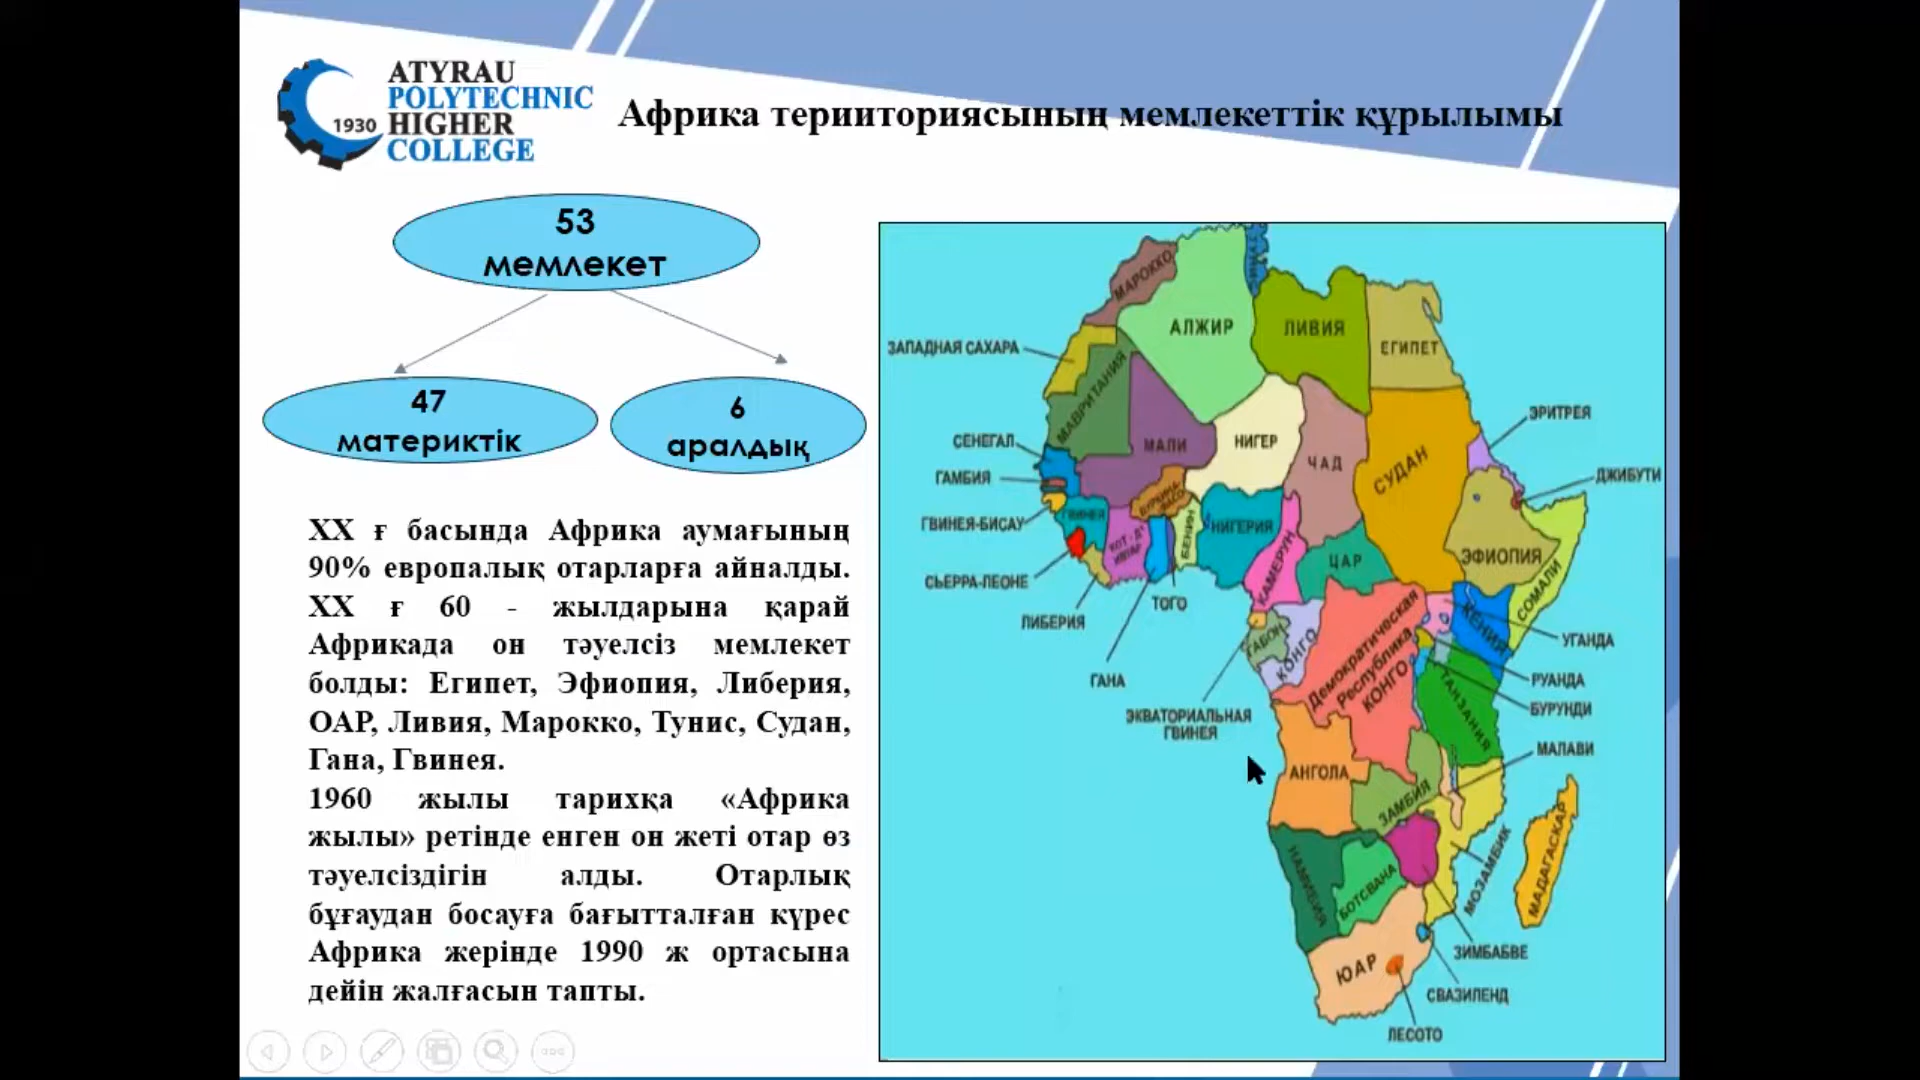 ATYRAU
POLYTECHNIC
1930 HIGHER
COLLEGE
Африка терииториясының мемлекеттік құрылымы
53
мемлекет
47
материктік
6
аралдық
ХХ ғ басында Африка аумағының
90% европалық отарларға айналды.
ХХ ғ 60 - жылдарына қарай
Африкада он тәуелсіз мемлекет
болды: Египет, Эфиопия, Либерия,
ОАР, Ливия, Марокко, Тунис, Судан,
Гана, Гвинея.
1960 жылы тарихқа «Африка
жылы» ретінде енген он жеті отар өз
тәуелсіздігін алды. Отарлық
бұғаудан босауға бағытталған күрес
Африка жерінде 1990 ж ортасына
дейін жалғасын тапты.
МАРОККО
АЛЖИР
ЛИВИЯ
ЕГИПЕТ
ЗАПАДНАЯ САХАРА
МАВРИТАНИЯ
МАЛИ
НИГЕР
ЧАД
СУДАН
ЭРИТРЕЯ
ДЖИБУТИ
СЕНЕГАЛ
ГАМБИЯ
ГВИНЕЯ-БИСАУ
ГВИНЕЯ
СЬЕРРА-ЛЕОНЕ
ЛИБЕРИЯ
КОТ-Д'
ИВУАР
ГАНА
ТОГО
БЕНИН
НИГЕРИЯ
КАМЕРУН
ЦАР
ЭФИОПИЯ
СОМАЛИ
ЭКВАТОРИАЛЬНАЯ
ГВИНЕЯ
ГАБОН
КОНГО
Демократическая
Республика
КОНГО
КЕНИЯ
УГАНДА
РУАНДА
БУРУНДИ
ТАНЗАНИЯ
МАЛАВИ
АНГОЛА
ЗАМБИЯ
МОЗАМБИК
МАДАГАСКАР
НАМИБИЯ
БОТСВАНА
ЗИМБАБВЕ
ЮАР
СВАЗИЛЕНД
ЛЕСОТО